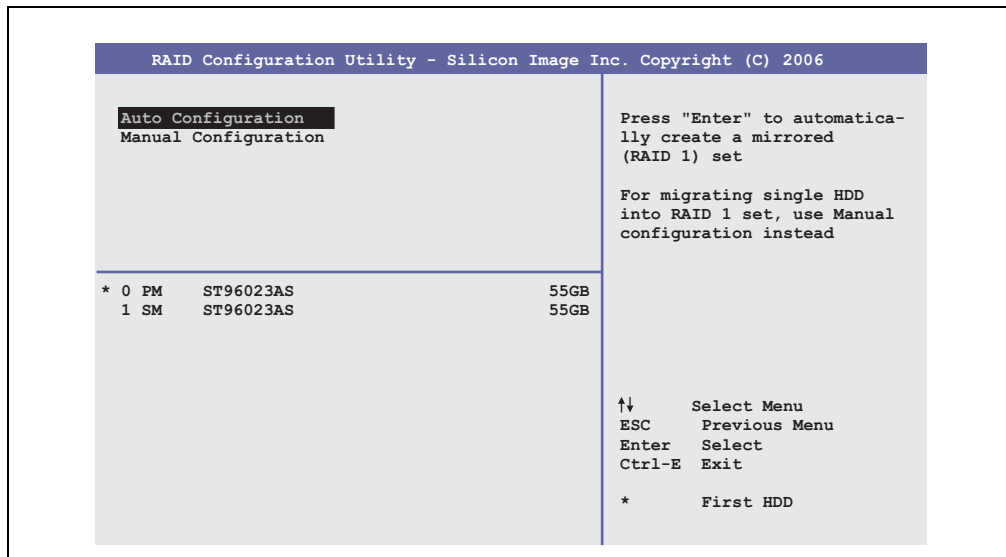 RAID Configuration Utility - Silicon Image Inc. Copyright (C) 2006
Auto Configuration
Manual Configuration
Press "Enter" to automatica-
lly create a mirrored
(RAID 1) set
For migrating single HDD
into RAID 1 set, use Manual
configuration instead
* 0 PM ST96023AS 55GB
1 SM ST96023AS 55GB
↑↓ Select Menu
ESC Previous Menu
Enter Select
Ctrl-E Exit
* First HDD